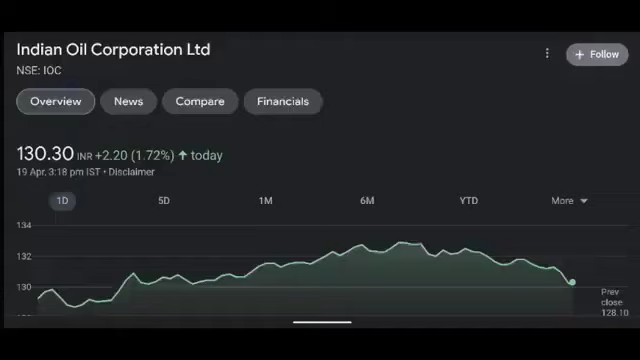 Indian Oil Corporation Ltd
NSE: IOC
+ Follow
Overview
News
Compare
Financials
130.30 INR +2.20 (1.72%) ↑ today
19 Apr, 3:18 pm IST • Disclaimer
1D
5D
1M
6M
YTD
More
134
132
130
Prev
close
128.10